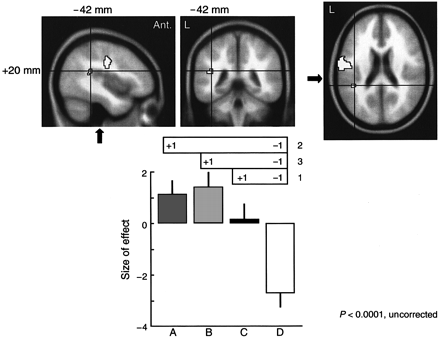 −42 mm
−42 mm
L
Ant.
L
+20 mm
+1 −1 2
+1 −1 3
+1 −1 1
2
0
−2
−4
Size of effect
A B C D
P < 0.0001, uncorrected